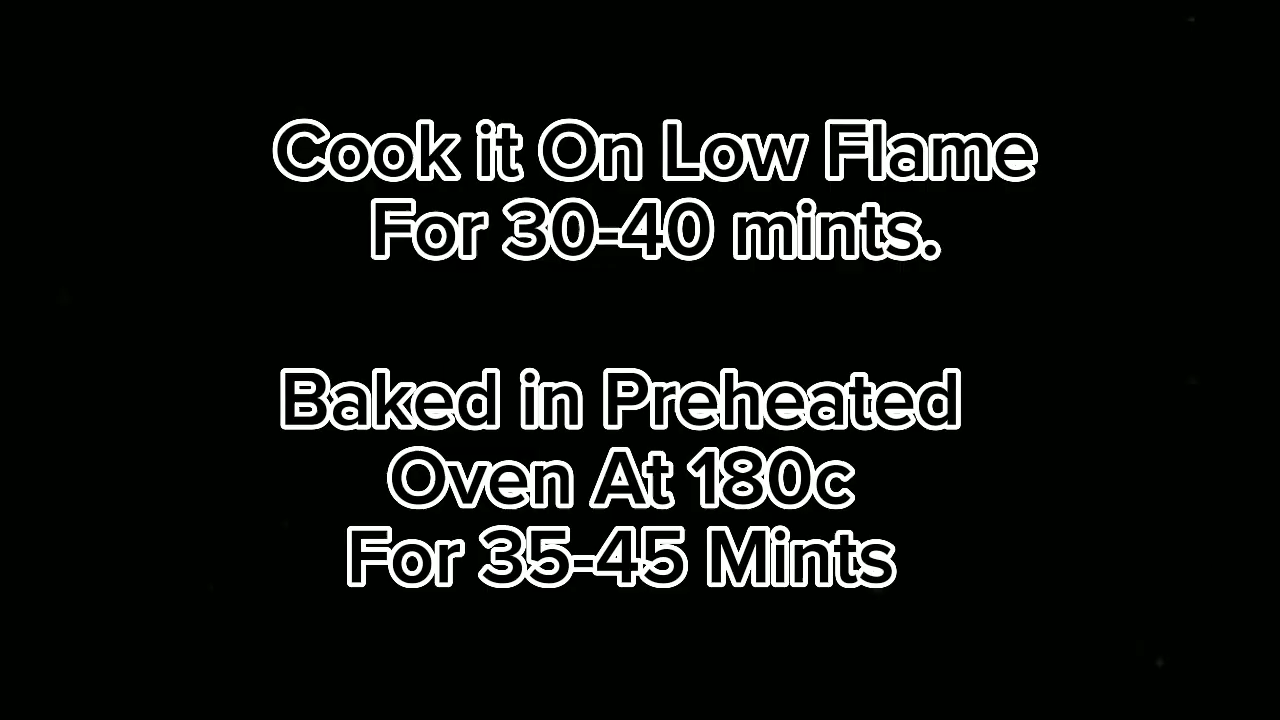 Cook it On Low Flame
For 30-40 mints.
Baked in Preheated
Oven At 180c
For 35-45 Mints